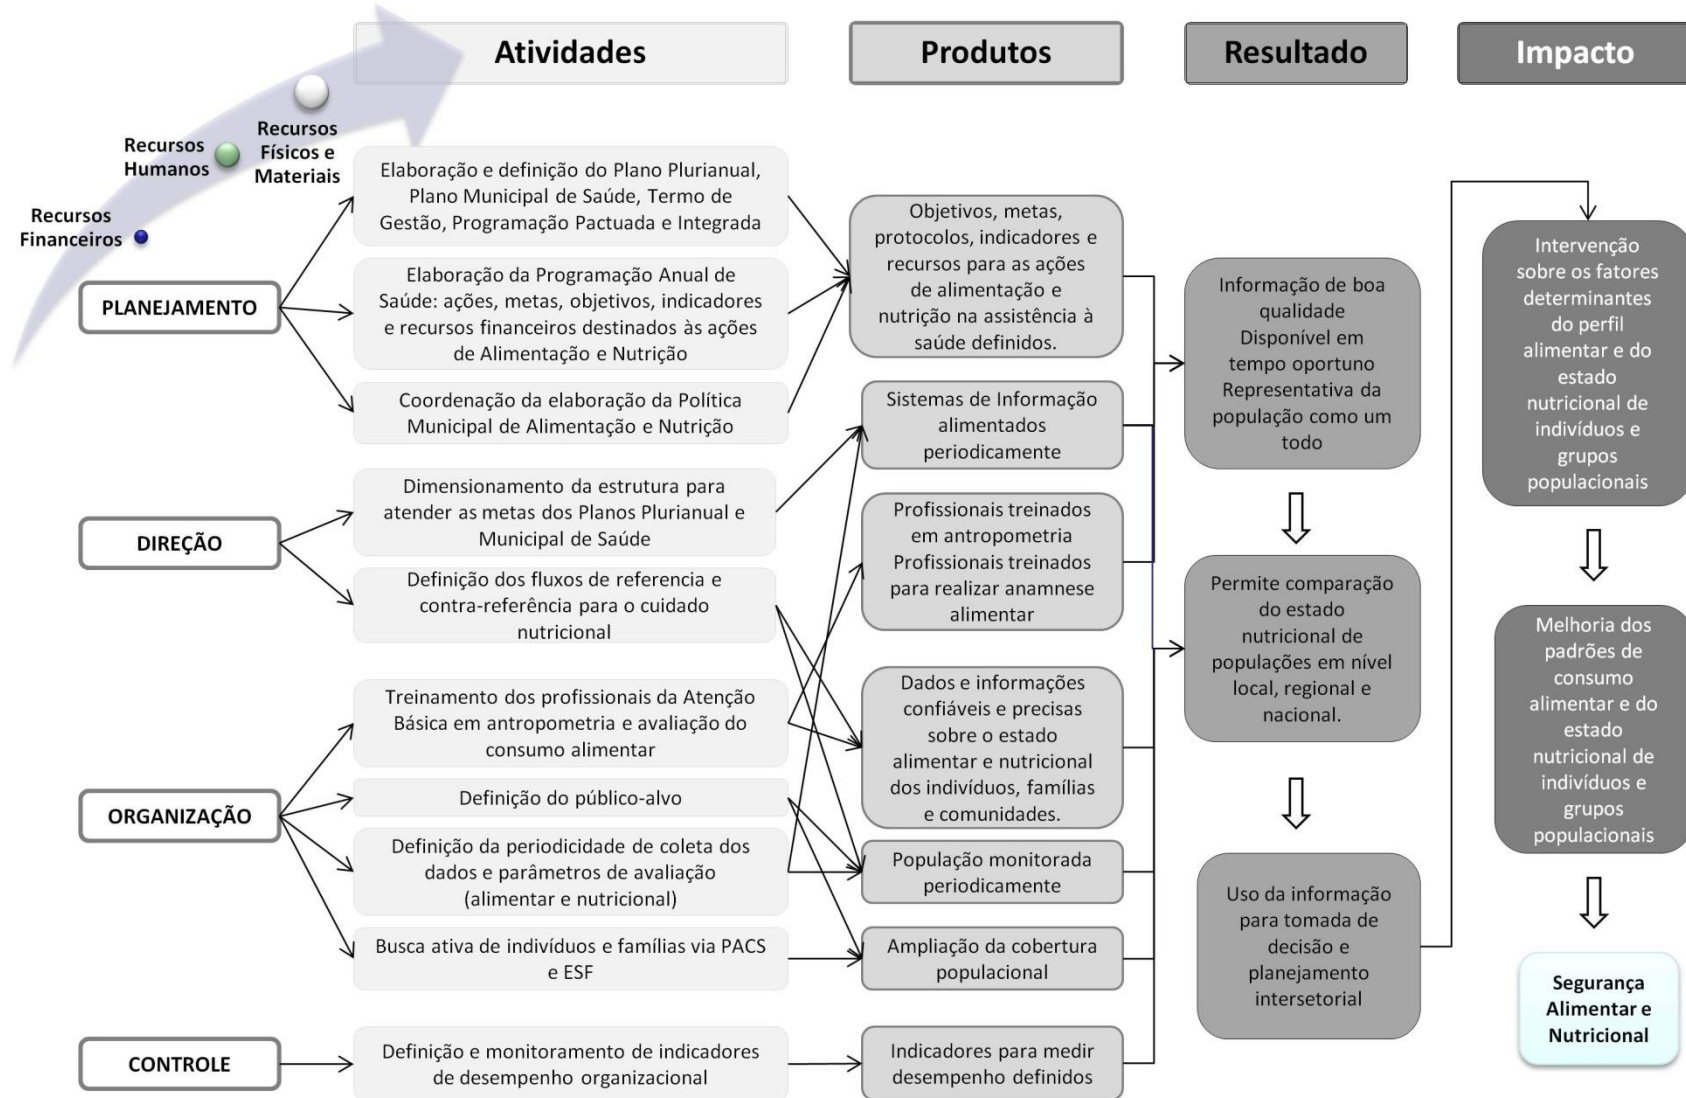 Atividades
Produtos
Resultado
Impacto
Recursos
Físicos e
Materiais
Recursos
Humanos
Recursos
Financeiros
PLANEJAMENTO
DIREÇÃO
ORGANIZAÇÃO
CONTROLE
Elaboração e definição do Plano Plurianual,
Plano Municipal de Saúde, Termo de
Gestão, Programação Pactuada e Integrada
Elaboração da Programação Anual de
Saúde: ações, metas, objetivos, indicadores
e recursos financeiros destinados às ações
de Alimentação e Nutrição
Coordenação da elaboração da Política
Municipal de Alimentação e Nutrição
Dimensionamento da estrutura para
atender as metas dos Planos Plurianual e
Municipal de Saúde
Definição dos fluxos de referencia e
contra-referência para o cuidado
nutricional
Treinamento dos profissionais da Atenção
Básica em antropometria e avaliação do
consumo alimentar
Definição do público-alvo
Definição da periodicidade de coleta dos
dados e parâmetros de avaliação
(alimentar e nutricional)
Busca ativa de indivíduos e famílias via PACS
e ESF
Definição e monitoramento de indicadores
de desempenho organizacional
Objetivos, metas,
protocolos, indicadores e
recursos para as ações
de alimentação e
nutrição na assistência à
saúde definidos.
Sistemas de Informação
alimentados
periodicamente
Profissionais treinados
em antropometria
Profissionais treinados
para realizar anamnese
alimentar
Dados e informações
confiáveis e precisas
sobre o estado
alimentar e nutricional
dos indivíduos, famílias
e comunidades.
População monitorada
periodicamente
Ampliação da cobertura
populacional
Indicadores para medir
desempenho definidos
Informação de boa
qualidade
Disponível em
tempo oportuno
Representativa da
população como um
todo
Permite comparação
do estado
nutricional de
populações em nível
local, regional e
nacional.
Uso da informação
para tomada de
decisão e
planejamento
intersetorial
Intervenção
sobre os fatores
determinantes
do perfil
alimentar e do
estado
nutricional de
indivíduos e
grupos
populacionais
Melhoria dos
padrões de
consumo
alimentar e do
estado
nutricional de
indivíduos e
grupos
populacionais
Segurança
Alimentar e
Nutricional